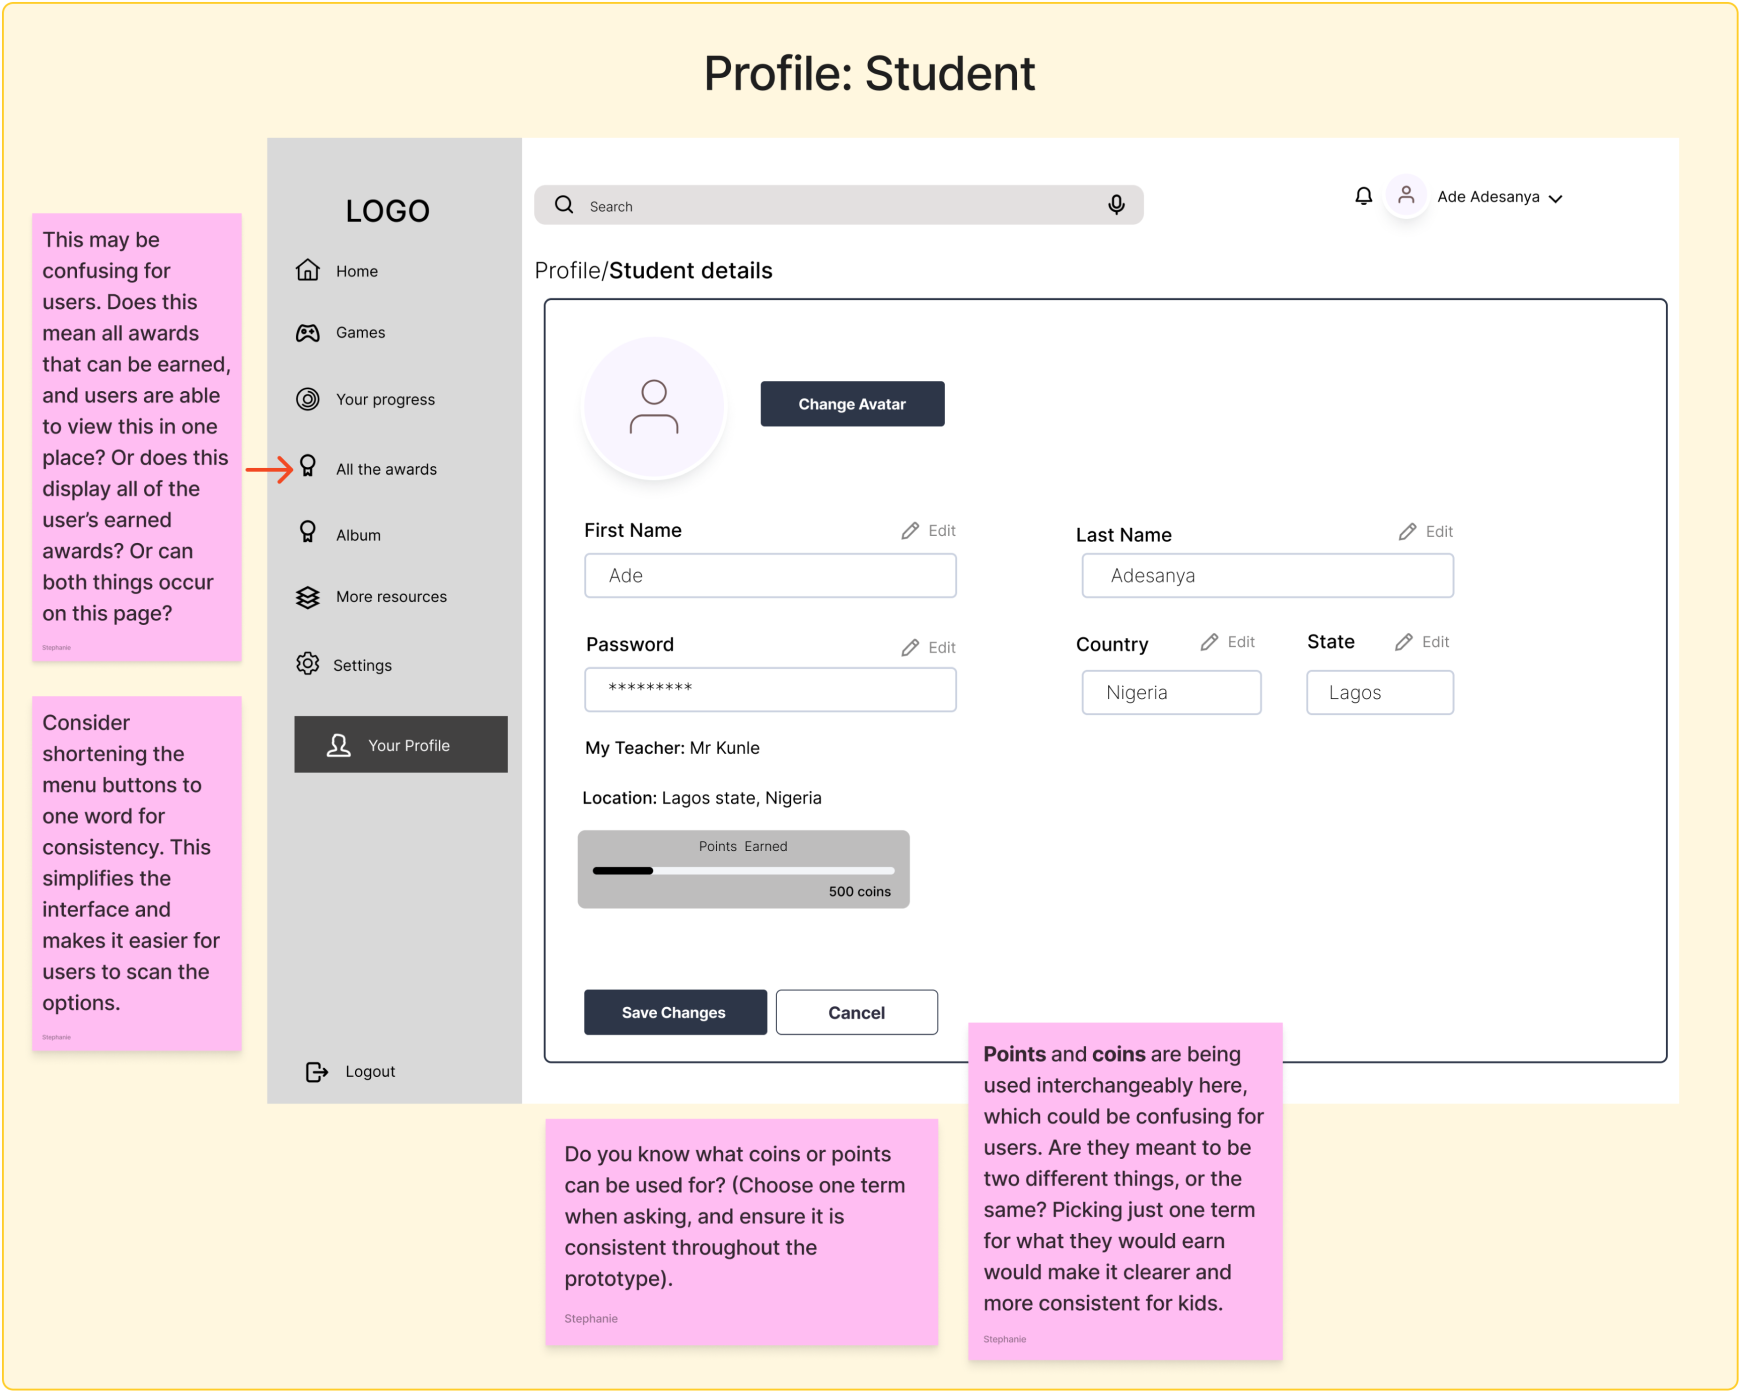 Profile: Student
This may be
confusing for
users. Does this
mean all awards
that can be earned,
and users are able
to view this in one
place? Or does this
display all of the
user’s earned
awards? Or can
both things occur
on this page?
Stephanie
Consider
shortening the
menu buttons to
one word for
consistency. This
simplifies the
interface and
makes it easier for
users to scan the
options.
Stephanie
LOGO
Home
Games
Your progress
All the awards
Album
More resources
Settings
Your Profile
Logout
Search
Ade Adesanya
Profile/Student details
Change Avatar
First Name
Edit
Ade
Last Name
Edit
Adesanya
Password
Edit
*********
Country
Edit
Nigeria
State
Edit
Lagos
My Teacher: Mr Kunle
Location: Lagos state, Nigeria
Points Earned
500 coins
Save Changes
Cancel
Do you know what coins or points
can be used for? (Choose one term
when asking, and ensure it is
consistent throughout the
prototype).
Stephanie
Points and coins are being
used interchangeably here,
which could be confusing for
users. Are they meant to be
two different things, or the
same? Picking just one term
for what they would earn
would make it clearer and
more consistent for kids.
Stephanie